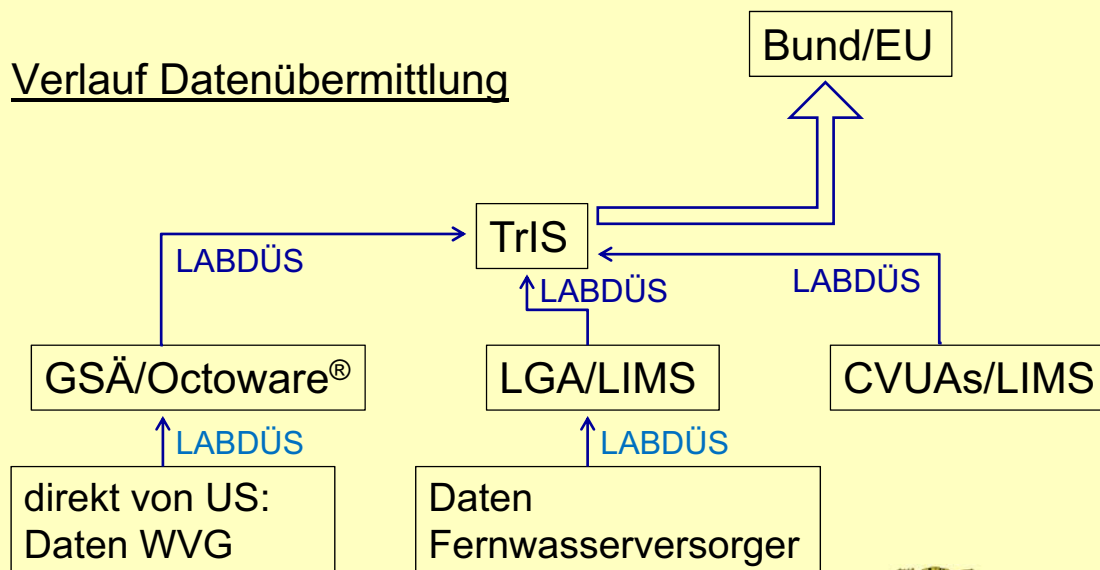 Bund/EU
Verlauf Datenübermittlung
TrIS
LABDÜS
LABDÜS
LABDÜS
GSÄ/Octoware®
LGA/LIMS
CVUAs/LIMS
LABDÜS
LABDÜS
direkt von US:
Daten WVG
Daten
Fernwasserversorger